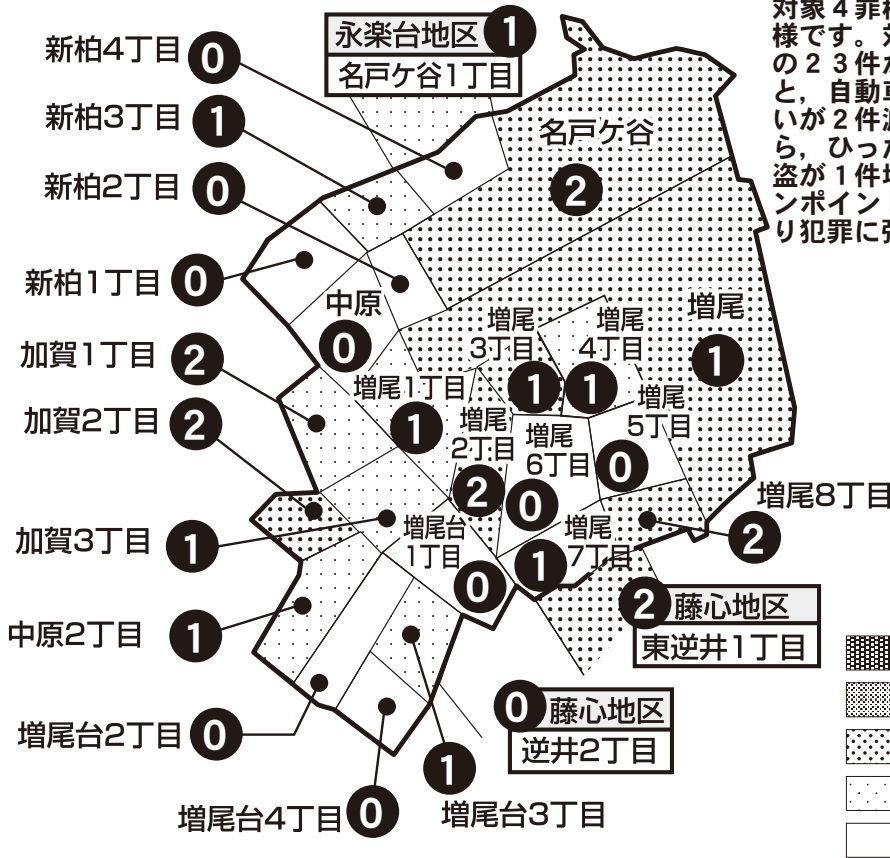 対象4罪種
様です。対
の23件か
と，自動車
いが2件減
ら，ひった
盗が1件増
ンポイント
り犯罪に強
永楽台地区 1
名戸ケ谷1丁目
新柏4丁目 0
新柏3丁目 1
新柏2丁目 0
新柏1丁目 0
加賀1丁目 2
加賀2丁目 2
加賀3丁目 1
中原2丁目 1
増尾台2丁目 0
増尾台4丁目 0
増尾台3丁目
1
名戸ケ谷
2
中原
0
増尾
1
増尾
3丁目
1
増尾
4丁目
1
増尾1丁目
1
増尾
2丁目
2
増尾
6丁目
0
増尾
5丁目
0
増尾
7丁目
1
増尾8丁目
2
増尾台
1丁目
0
2 藤心地区
東逆井1丁目
0 藤心地区
逆井2丁目